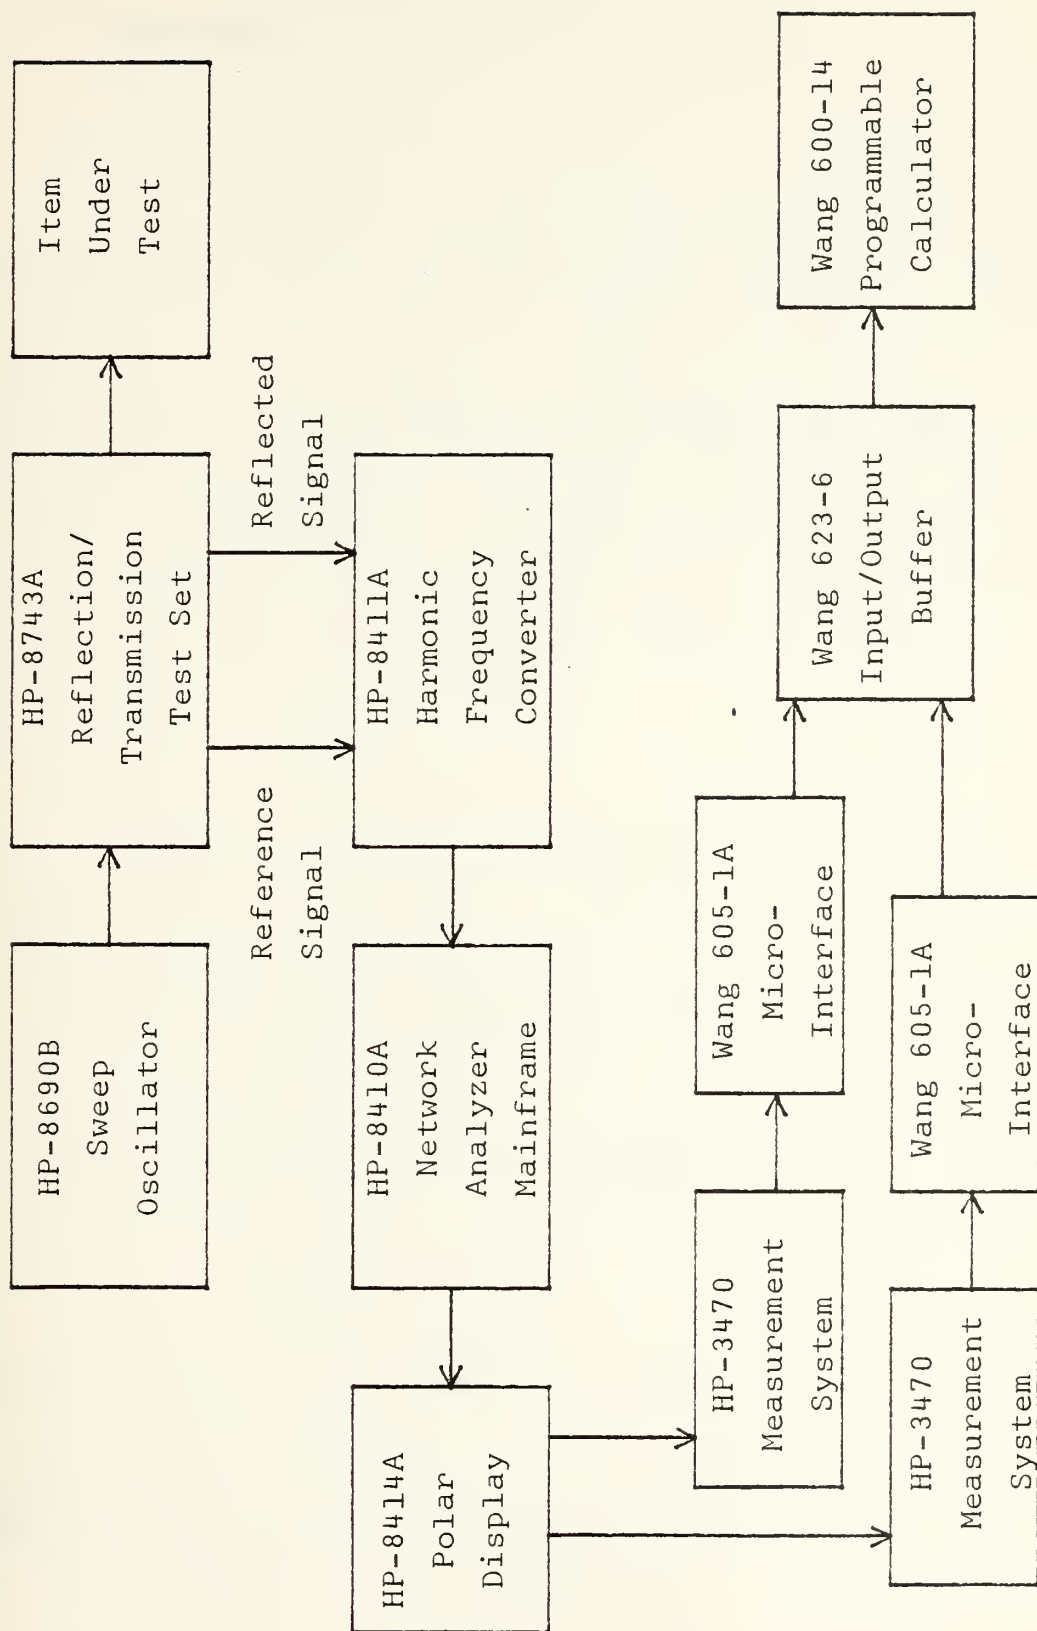 HP-8690B
Sweep
Oscillator
HP-8743A
Reflection/
Transmission
Test Set
Item
Under
Test
Reference
Signal
Reflected
Signal
HP-8414A
Polar
Display
HP-8410A
Network
Analyzer
Mainframe
HP-8411A
Harmonic
Frequency
Converter
HP-3470
Measurement
System
Wang 605-1A
Micro-
Interface
Wang 623-6
Input/Output
Buffer
Wang 600-14
Programmable
Calculator
HP-3470
Measurement
System
Wang 605-1A
Micro-
Interface